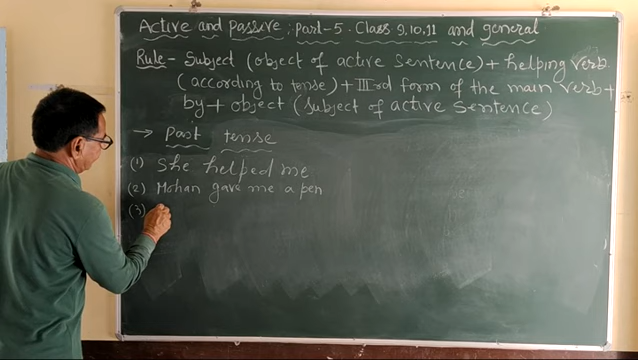 Active and passive : Part-5. Class 9,10,11 and general
Rule- Subject (object of active Sentence) + helping verb
(according to tense) + IIIrd form of the main verb +
by + object (subject of active Sentence)
→ Past tense
(1) She helped me
(2) Mohan gave me a pen
(3)